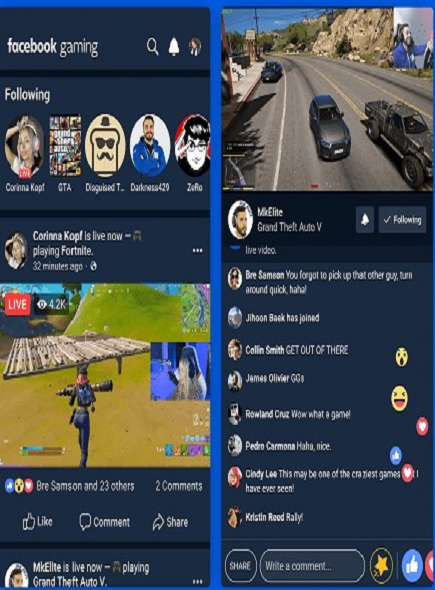 facebook gaming
Following
LIVE
Corinna Kopf
GTA
Disguised T...
Darkness429
ZeRo
Corinna Kopf is live now —
playing Fortnite.
32 minutes ago ·
LIVE
4.2K
Bre Samson and 23 others
2 Comments
Like
Comment
Share
MkElite is live now — playing
Grand Theft Auto V.
MkElite
Grand Theft Auto V
Following
live video.
Bre Samson You forgot to pick up that other guy, turn
around quick, haha!
Jihoon Baek has joined
Collin Smith GET OUT OF THERE
James Olivier GGs
Rowland Cruz Wow what a game!
Pedro Carmona Haha, nice.
Cindy Lee This may be one of the craziest games I
have ever seen!
Kristin Reed Rally!
SHARE
Write a comment...